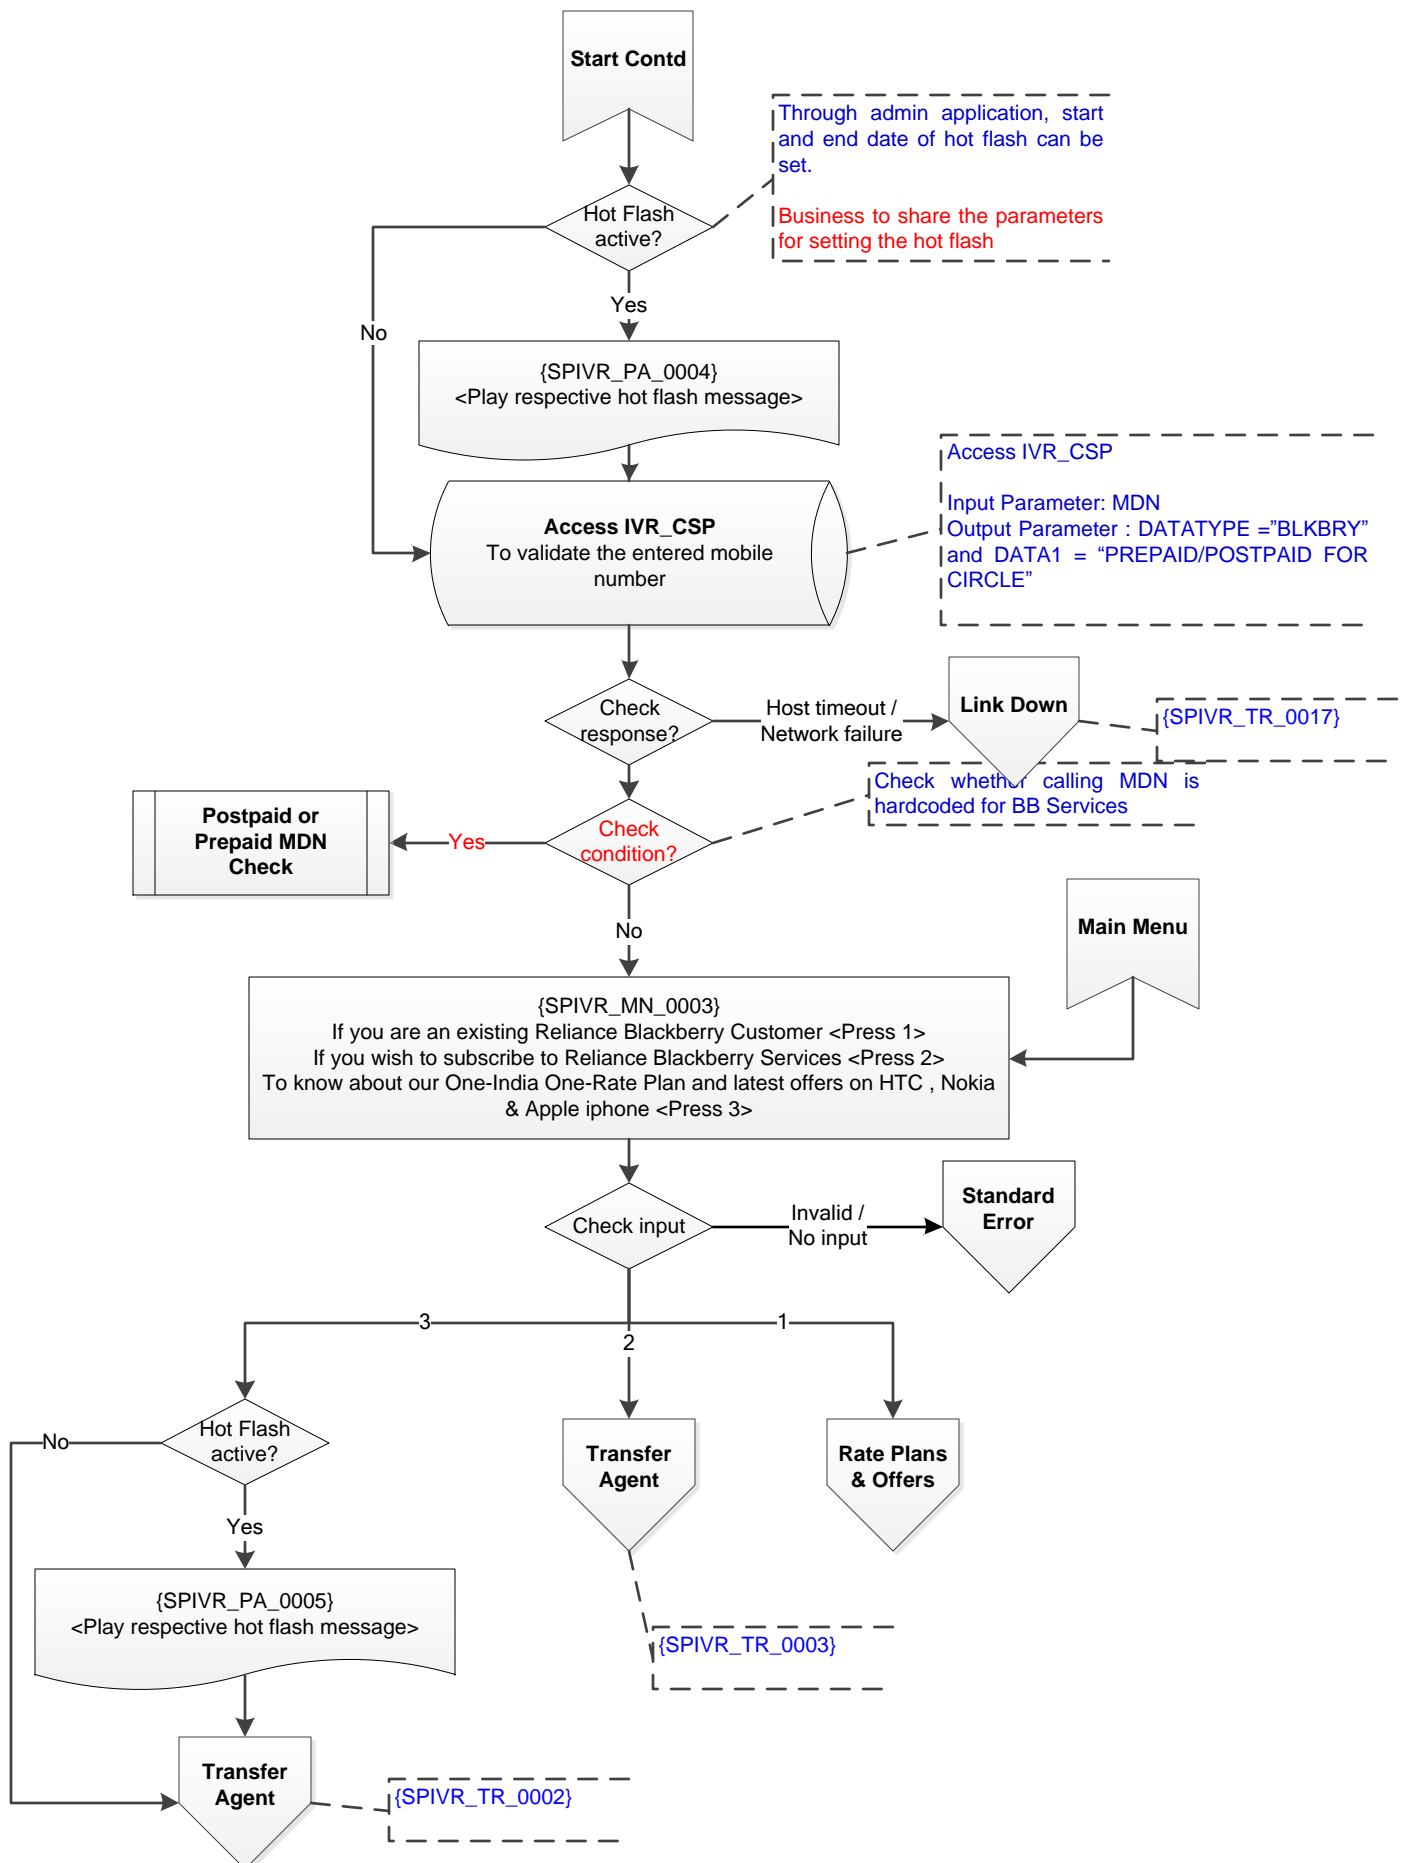 Start Contd
Through admin application, start
and end date of hot flash can be
set.
Business to share the parameters
for setting the hot flash
Hot Flash
active?
Yes
No
{SPIVR_PA_0004}
<Play respective hot flash message>
Access IVR_CSP
Input Parameter: MDN
Output Parameter : DATATYPE =”BLKBRY”
and DATA1 = “PREPAID/POSTPAID FOR
CIRCLE”
Access IVR_CSP
To validate the entered mobile
number
Check
response?
Host timeout /
Network failure
Link Down
{SPIVR_TR_0017}
Check whether calling MDN is
hardcoded for BB Services
Postpaid or
Prepaid MDN
Check
Yes
Check
condition?
No
Main Menu
{SPIVR_MN_0003}
If you are an existing Reliance Blackberry Customer <Press 1>
If you wish to subscribe to Reliance Blackberry Services <Press 2>
To know about our One-India One-Rate Plan and latest offers on HTC , Nokia
& Apple iphone <Press 3>
Check input
Invalid /
No input
Standard
Error
3
2
1
Hot Flash
active?
No
Yes
Transfer
Agent
Rate Plans
& Offers
{SPIVR_PA_0005}
<Play respective hot flash message>
{SPIVR_TR_0003}
Transfer
Agent
{SPIVR_TR_0002}